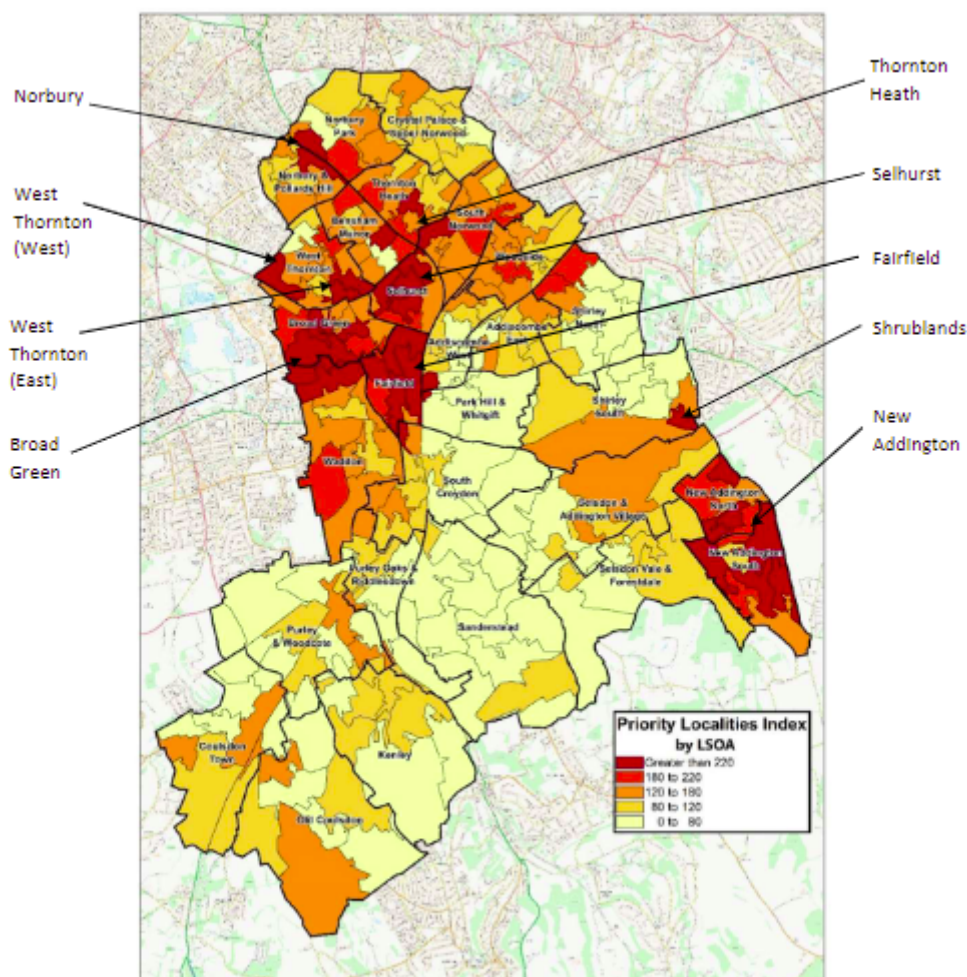 Norbury
West
Thornton
(West)
West
Thornton
(East)
Broad
Green
Thornton
Heath
Selhurst
Fairfield
Shrublands
New
Addington
Norbury
Park
Crystal Palace &
Upper Norwood
Norbury &
Pollards Hill
Thornton
Heath
Bensham
Manor
South
Norwood
West
Thornton
Woodside
Selhurst
Broad Green
Addiscombe
West
Addiscombe
East
Shirley
North
Fairfield
Park Hill &
Whitgift
Shirley
South
Waddon
South
Croydon
Selsdon &
Addington Village
New Addington
North
New Addington
South
Selsdon Vale &
Forestdale
Purley Oaks &
Riddlesdown
Sanderstead
Purley
& Woodcote
Coulsdon
Town
Kenley
Old Coulsdon
Priority Localities Index
by LSOA
Greater than 220
180 to 220
120 to 180
80 to 120
0 to 80